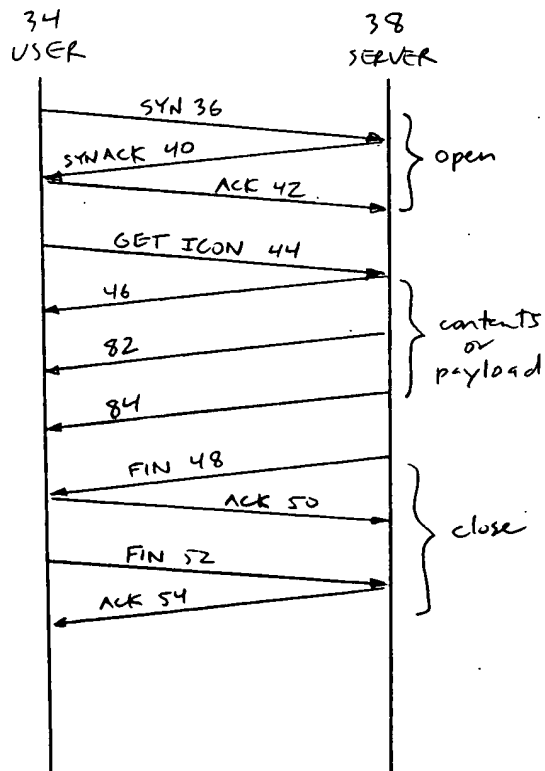 34
USER
38
SERVER
SYN 36
SYNACK 40
open
ACK 42
GET ICON 44
46
contents
or
payload
82
84
FIN 48
ACK 50
close
FIN 52
ACK 54